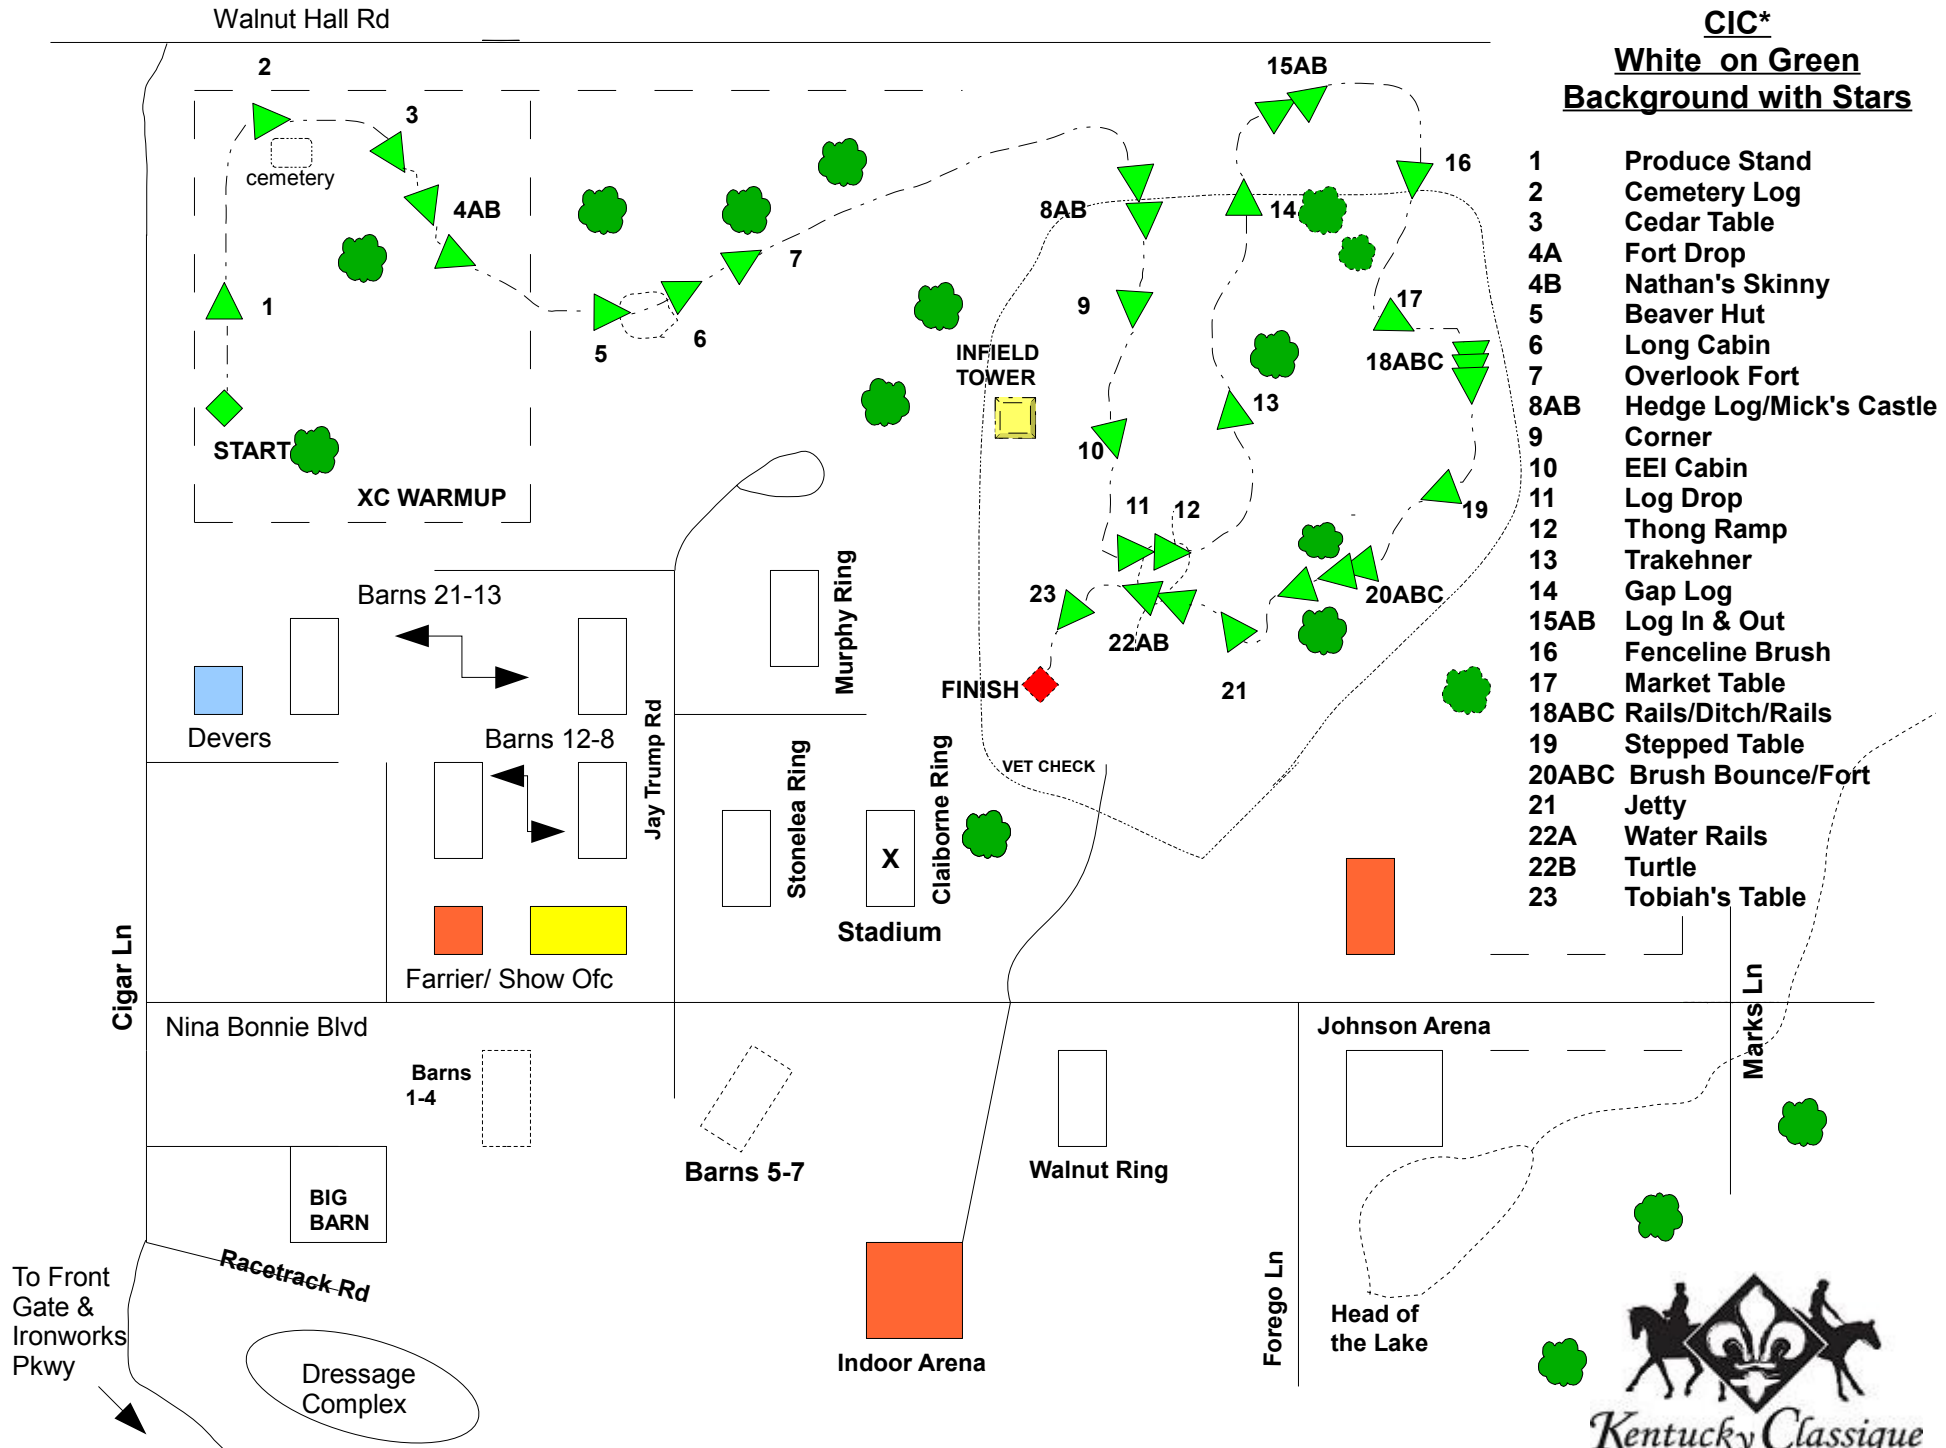 Walnut Hall Rd
CIC*
White on Green
Background with Stars
2
3
cemetery
4AB
1
START
XC WARMUP
5
6
7
8AB
9
10
INFIELD
TOWER
11
12
13
14
15AB
16
17
18ABC
19
20ABC
21
22AB
23
FINISH
VET CHECK
1 Produce Stand
2 Cemetery Log
3 Cedar Table
4A Fort Drop
4B Nathan's Skinny
5 Beaver Hut
6 Long Cabin
7 Overlook Fort
8AB Hedge Log/Mick's Castle
9 Corner
10 EEI Cabin
11 Log Drop
12 Thong Ramp
13 Trakehner
14 Gap Log
15AB Log In & Out
16 Fenceline Brush
17 Market Table
18ABC Rails/Ditch/Rails
19 Stepped Table
20ABC Brush Bounce/Fort
21 Jetty
22A Water Rails
22B Turtle
23 Tobiah's Table
Barns 21-13
Devers
Barns 12-8
Jay Trump Rd
Murphy Ring
Stonelea Ring
X
Claiborne Ring
Stadium
Farrier/ Show Ofc
Cigar Ln
Nina Bonnie Blvd
Barns
1-4
Barns 5-7
Walnut Ring
Johnson Arena
Marks Ln
BIG
BARN
Racetrack Rd
To Front
Gate &
Ironworks
Pkwy
Dressage
Complex
Indoor Arena
Forego Ln
Head of
the Lake
Kentucky Classique